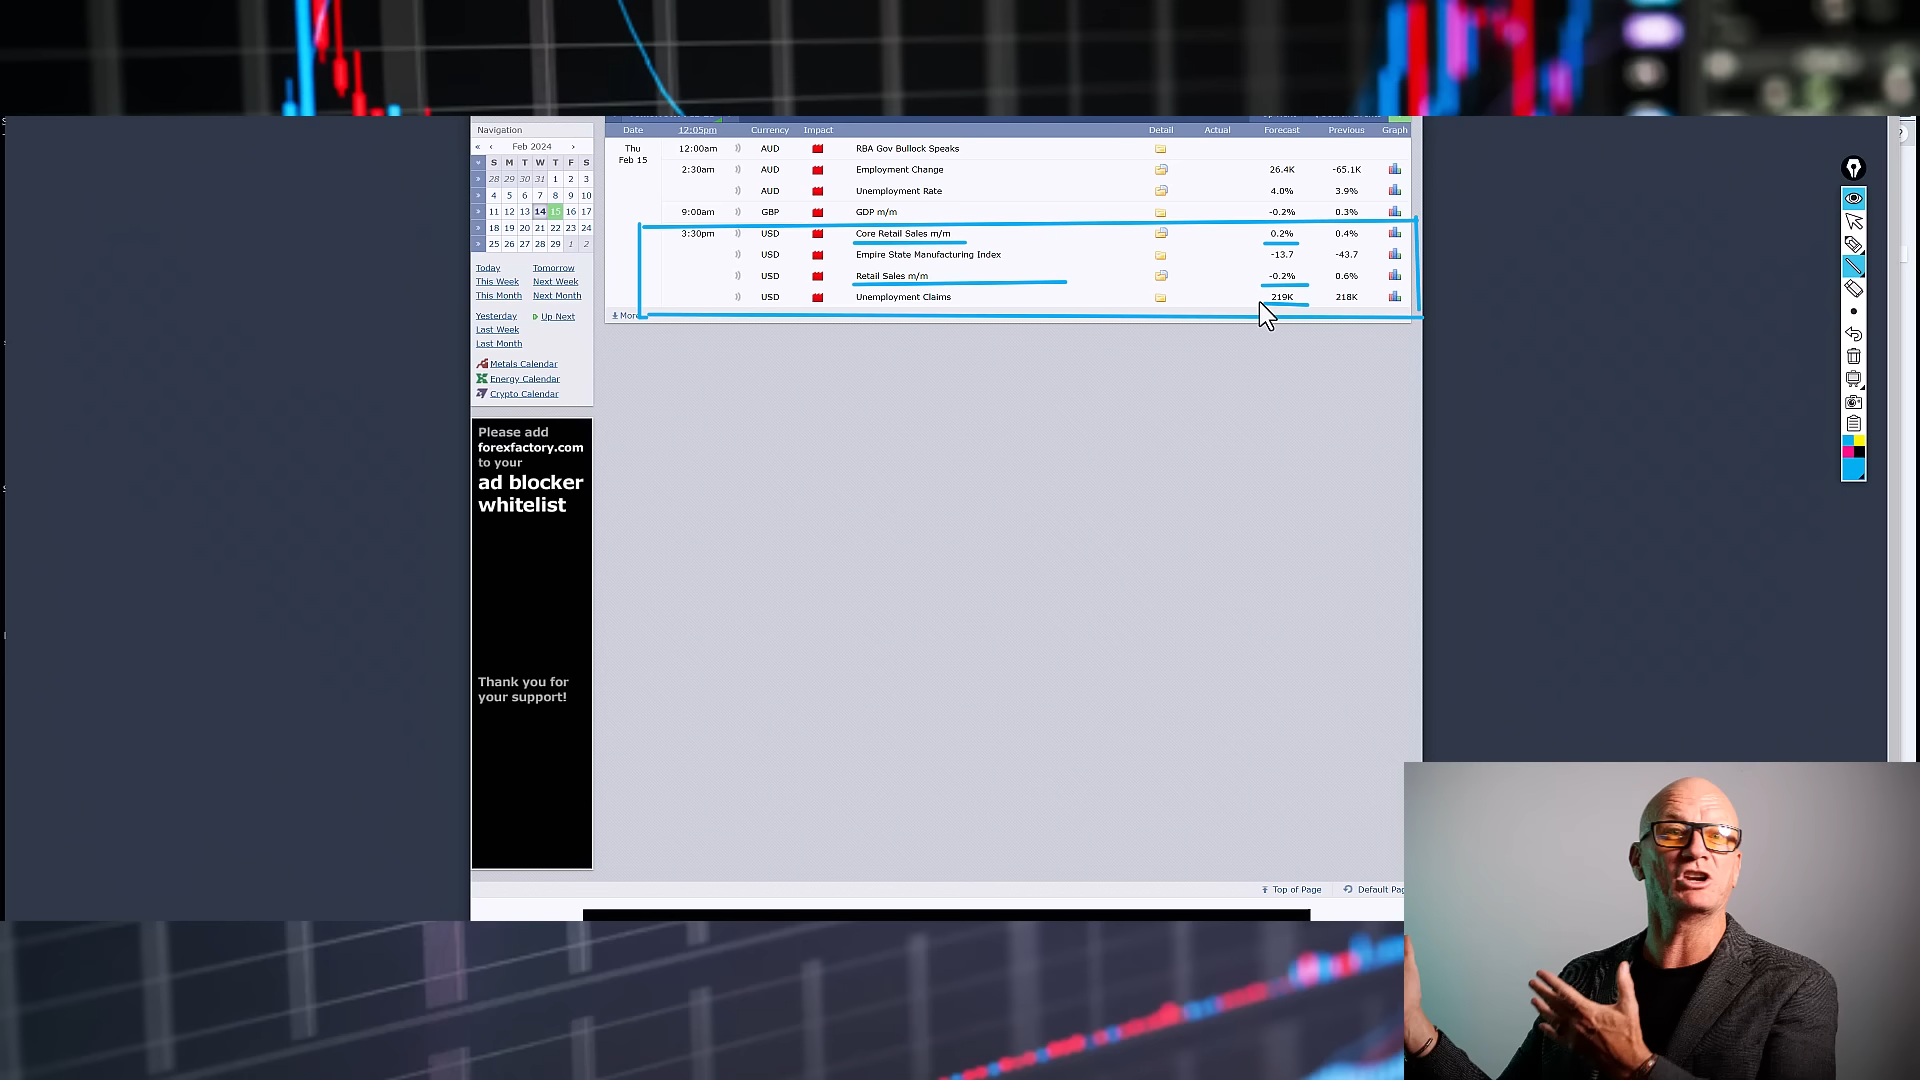 Navigation
« ‹ Feb 2024 ›
S M T W T F S
28 29 30 31 1 2 3
4 5 6 7 8 9 10
11 12 13 14 15 16 17
18 19 20 21 22 23 24
25 26 27 28 29 1 2
Today Tomorrow
This Week Next Week
This Month Next Month
Yesterday Up Next
Last Week
Last Month
Metals Calendar
Energy Calendar
Crypto Calendar
Please add
forexfactory.com
to your
ad blocker
whitelist
Thank you for
your support!
Date 12:05pm Currency Impact Detail Actual Forecast Previous Graph
Thu
Feb 15
12:00am AUD RBA Gov Bullock Speaks
2:30am AUD Employment Change 26.4K -65.1K
AUD Unemployment Rate 4.0% 3.9%
9:00am GBP GDP m/m -0.2% 0.3%
3:30pm USD Core Retail Sales m/m 0.2% 0.4%
USD Empire State Manufacturing Index -13.7 -43.7
USD Retail Sales m/m -0.2% 0.6%
USD Unemployment Claims 219K 218K
More
Top of Page Default Pag